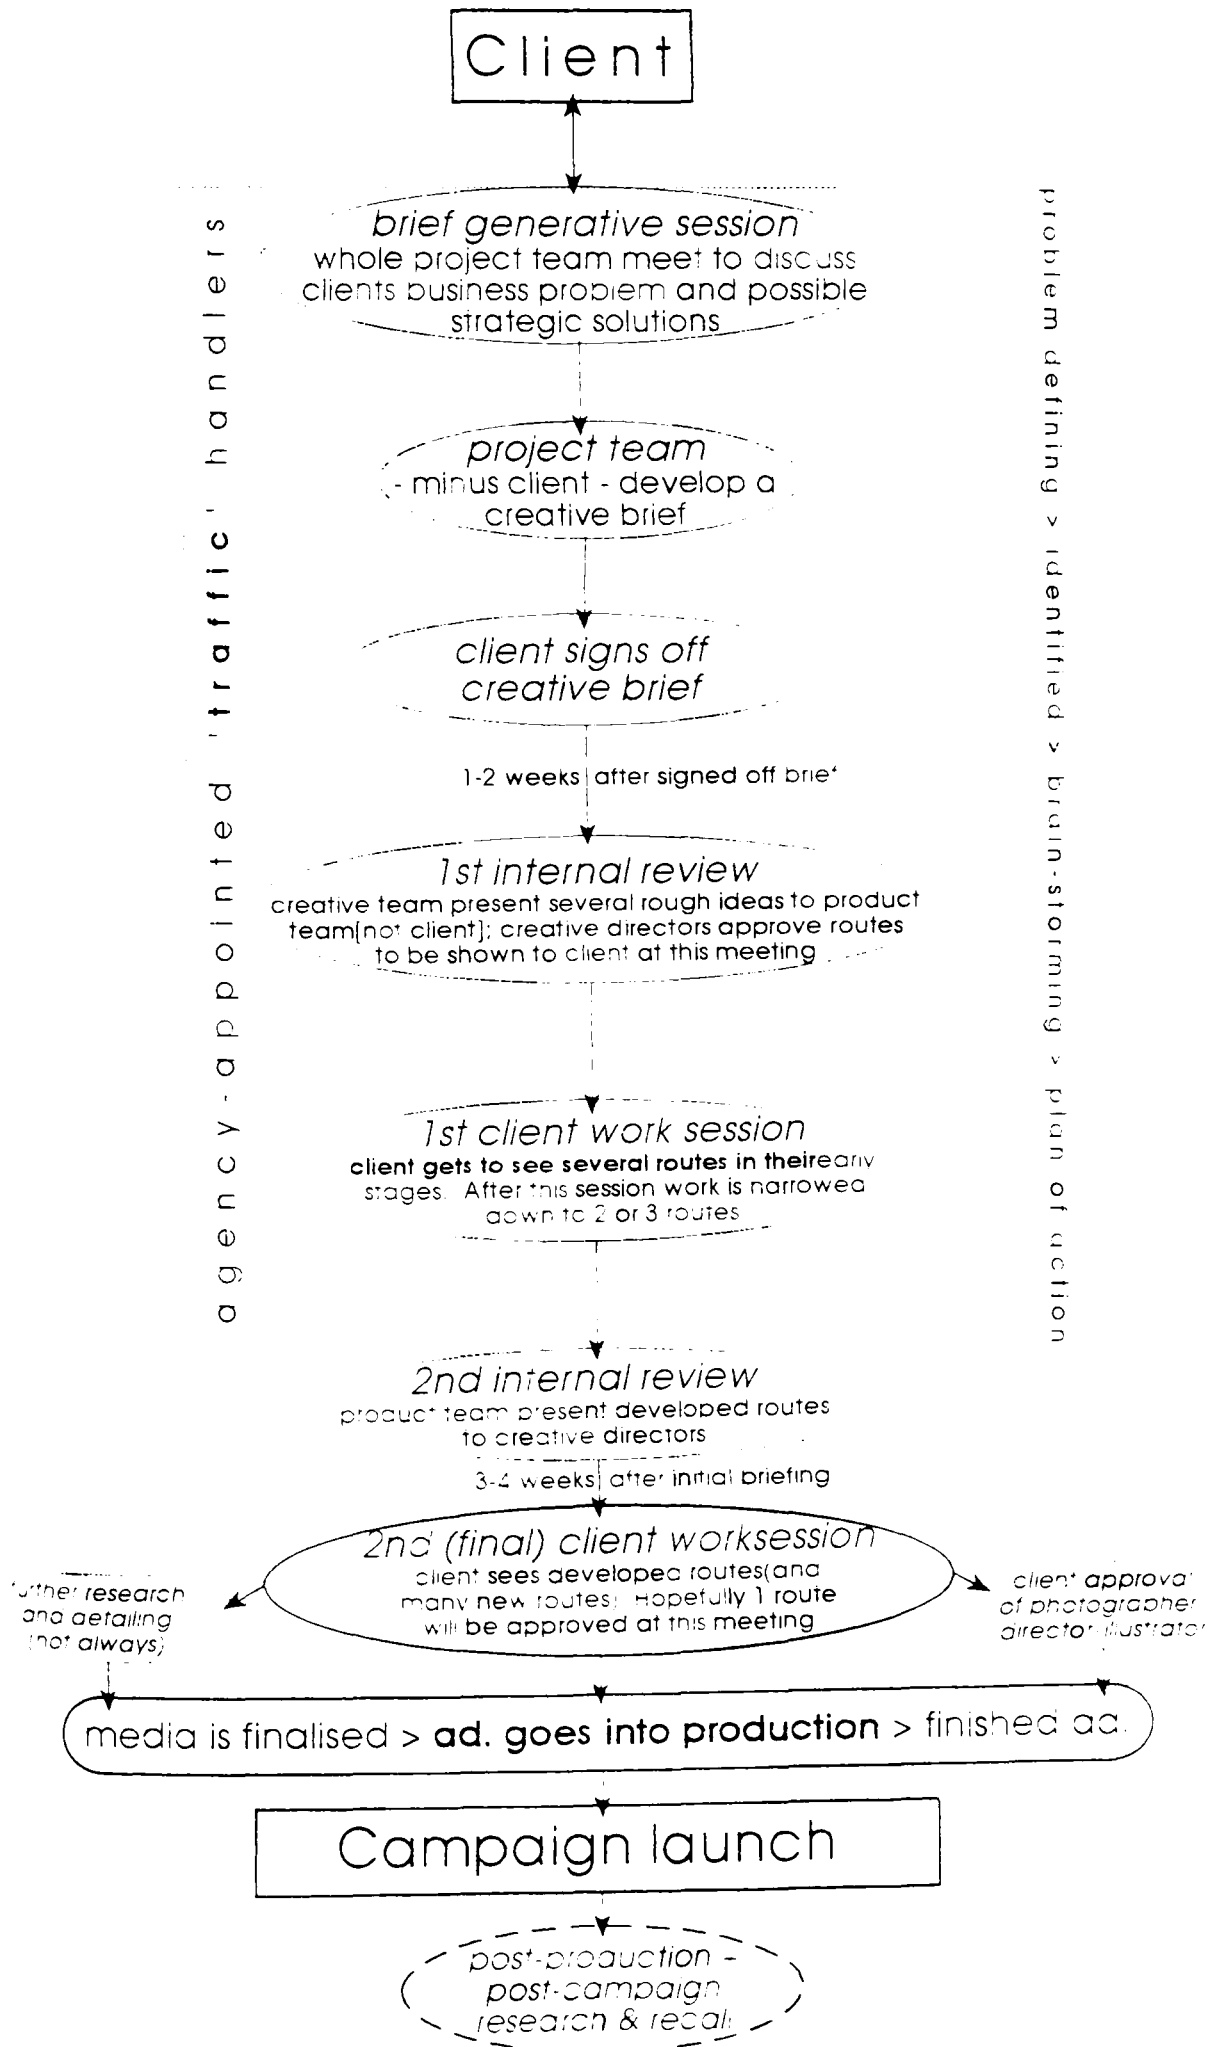 Client
brief generative session
whole project team meet to discuss
clients business problem and possible
strategic solutions
project team
- minus client - develop a
creative brief
client signs off
creative brief
1-2 weeks after signed off brief
1st internal review
creative team present several rough ideas to product
team[not client]; creative directors approve routes
to be shown to client at this meeting
1st client work session
client gets to see several routes in their early
stages. After this session work is narrowed
down to 2 or 3 routes
2nd internal review
product team present developed routes
to creative directors
3-4 weeks after initial briefing
2nd (final) client worksession
client sees developed routes(and
many new routes) Hopefully 1 route
will be approved at this meeting
further research
and detailing
(not always)
client approval
of photographer
director illustrator
media is finalised > ad. goes into production > finished ad.
Campaign launch
post-production -
post-campaign
research & recall
agency-appointed 'traffic' handlers
problem defining > identified > brain-storming > plan of action